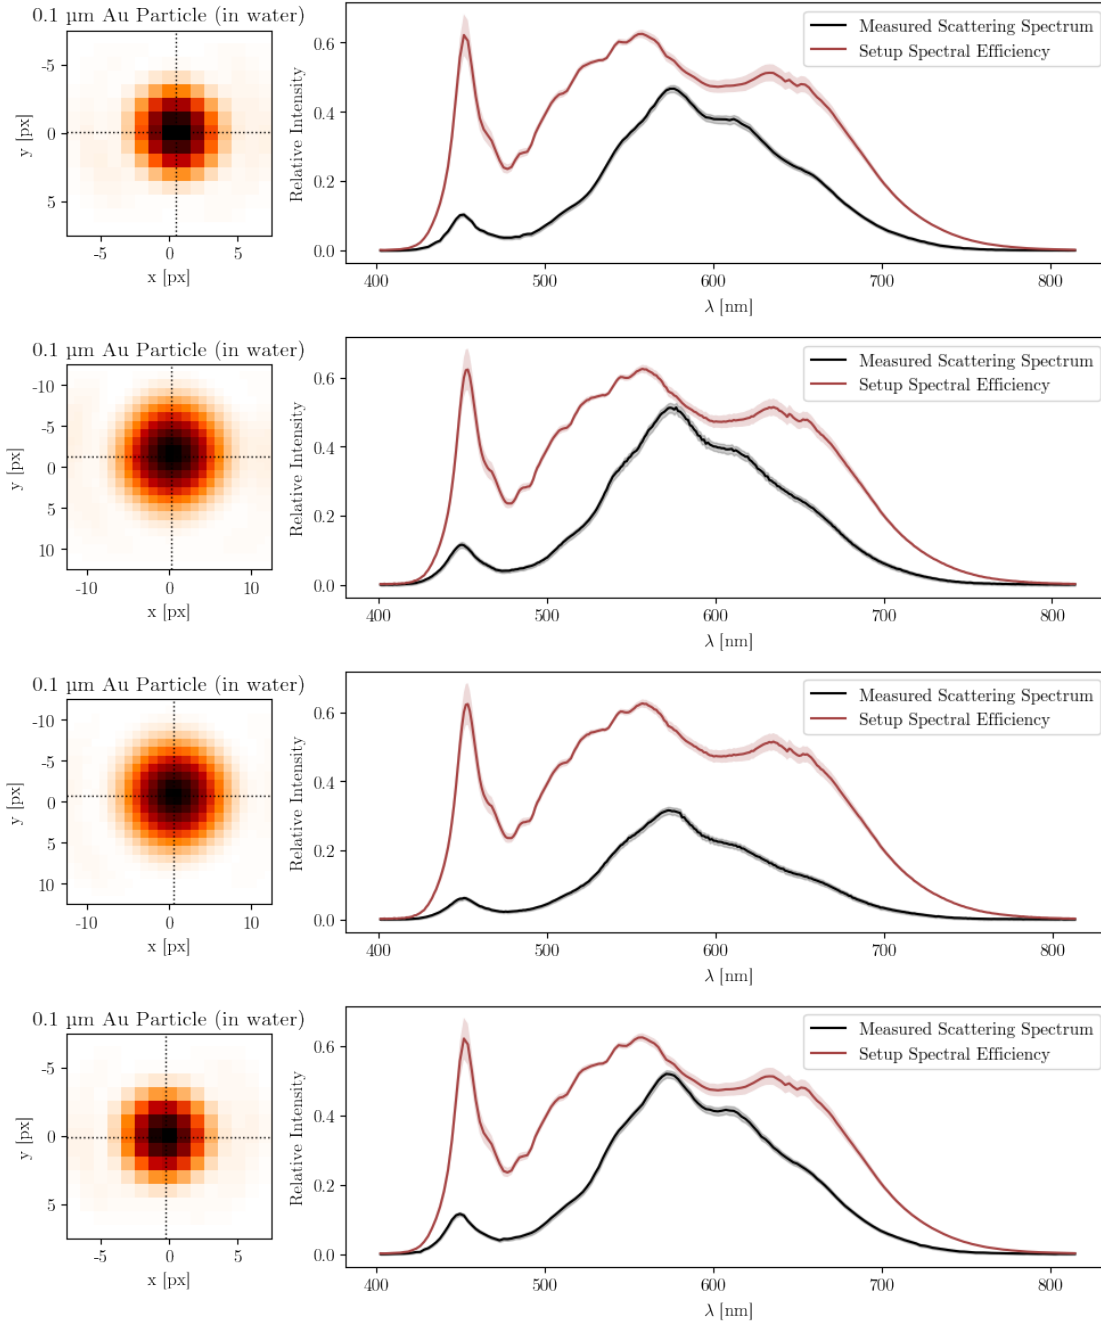 0.1 µm Au Particle (in water)
-5
0
5
y [px]
-5
0
5
x [px]
Relative Intensity
0.6
0.4
0.2
0.0
Measured Scattering Spectrum
Setup Spectral Efficiency
400
500
600
700
800
λ [nm]
0.1 µm Au Particle (in water)
-10
-5
0
5
10
y [px]
-10
0
10
x [px]
Relative Intensity
0.6
0.4
0.2
0.0
Measured Scattering Spectrum
Setup Spectral Efficiency
400
500
600
700
800
λ [nm]
0.1 µm Au Particle (in water)
-10
-5
0
5
10
y [px]
-10
0
10
x [px]
Relative Intensity
0.6
0.4
0.2
0.0
Measured Scattering Spectrum
Setup Spectral Efficiency
400
500
600
700
800
λ [nm]
0.1 µm Au Particle (in water)
-5
0
5
y [px]
-5
0
5
x [px]
Relative Intensity
0.6
0.4
0.2
0.0
Measured Scattering Spectrum
Setup Spectral Efficiency
400
500
600
700
800
λ [nm]